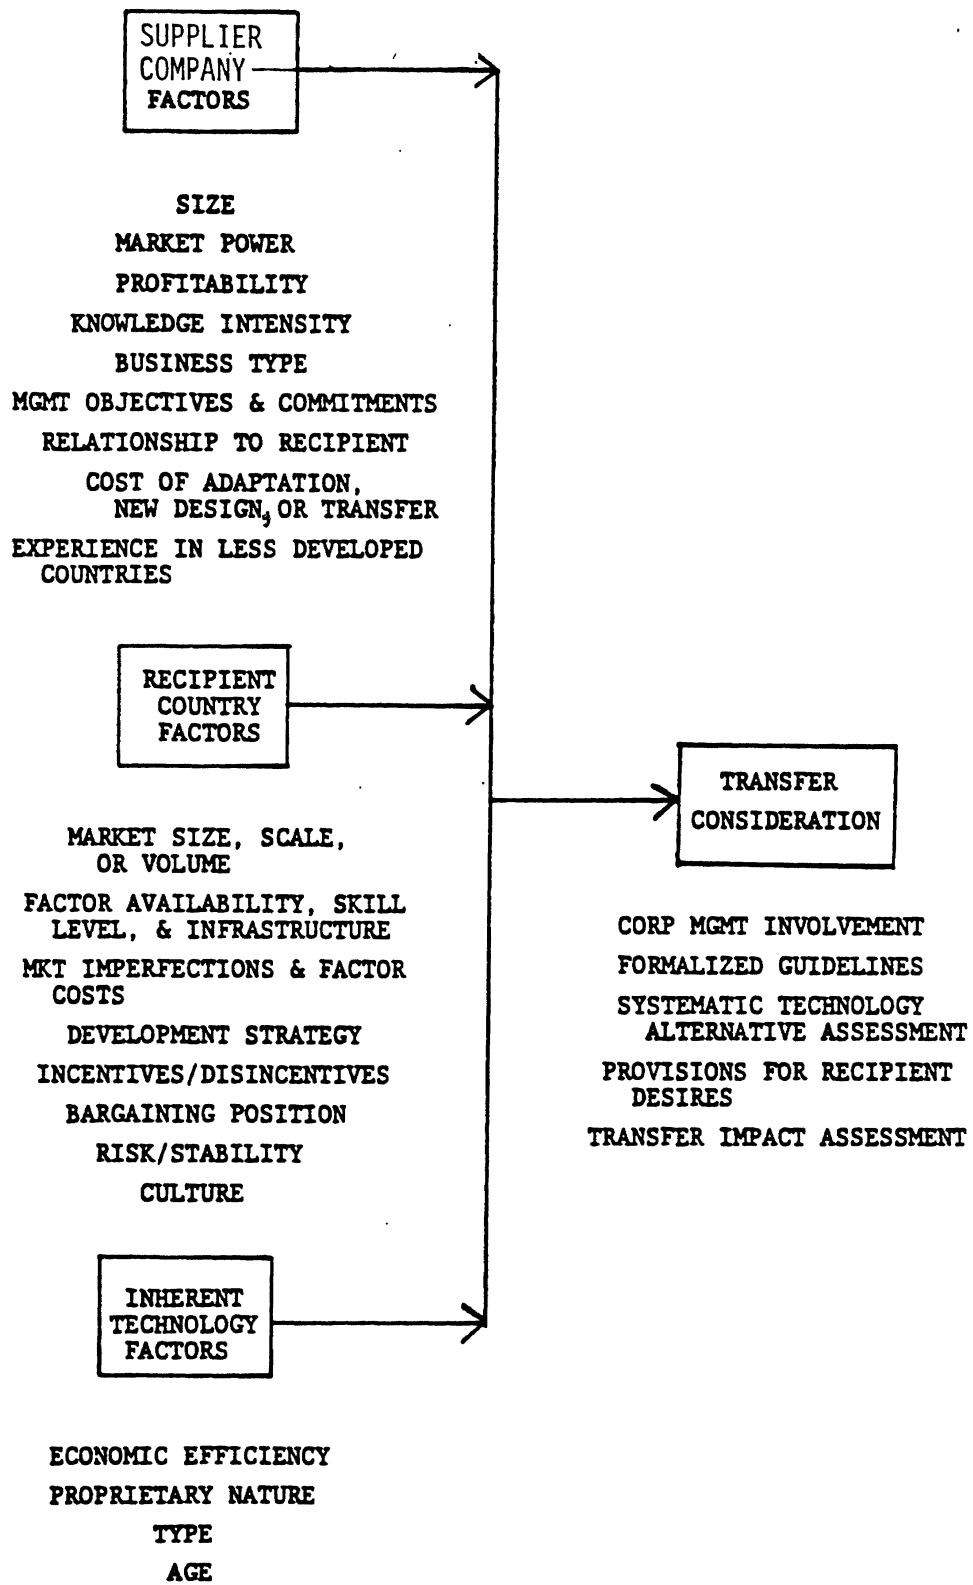 SUPPLIER
COMPANY
FACTORS
SIZE
MARKET POWER
PROFITABILITY
KNOWLEDGE INTENSITY
BUSINESS TYPE
MGMT OBJECTIVES & COMMITMENTS
RELATIONSHIP TO RECIPIENT
COST OF ADAPTATION,
NEW DESIGN, OR TRANSFER
EXPERIENCE IN LESS DEVELOPED
COUNTRIES
RECIPIENT
COUNTRY
FACTORS
MARKET SIZE, SCALE,
OR VOLUME
FACTOR AVAILABILITY, SKILL
LEVEL, & INFRASTRUCTURE
MKT IMPERFECTIONS & FACTOR
COSTS
DEVELOPMENT STRATEGY
INCENTIVES/DISINCENTIVES
BARGAINING POSITION
RISK/STABILITY
CULTURE
INHERENT
TECHNOLOGY
FACTORS
ECONOMIC EFFICIENCY
PROPRIETARY NATURE
TYPE
AGE
TRANSFER
CONSIDERATION
CORP MGMT INVOLVEMENT
FORMALIZED GUIDELINES
SYSTEMATIC TECHNOLOGY
ALTERNATIVE ASSESSMENT
PROVISIONS FOR RECIPIENT
DESIRES
TRANSFER IMPACT ASSESSMENT